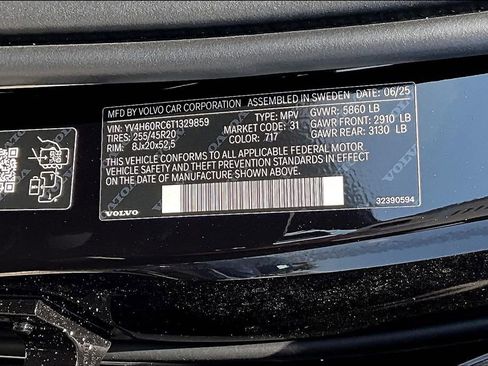 MFD BY VOLVO CAR CORPORATION ASSEMBLED IN SWEDEN DATE: 06/25
VIN: YV4H60RC6T1329859 TYPE: MPV GVWR: 5860 LB
TIRES: 255/45R20 MARKET CODE: 31 GAWR FRONT: 2910 LB
RIM: 8Jx20x52,5 COLOR: 717 GAWR REAR: 3130 LB
THIS VEHICLE CONFORMS TO ALL APPLICABLE U.S. FEDERAL
MOTOR VEHICLE SAFETY AND THEFT PREVENTION STANDARDS IN EFFECT ON
THE DATE OF MANUFACTURE SHOWN ABOVE.
VOLVO 32390594